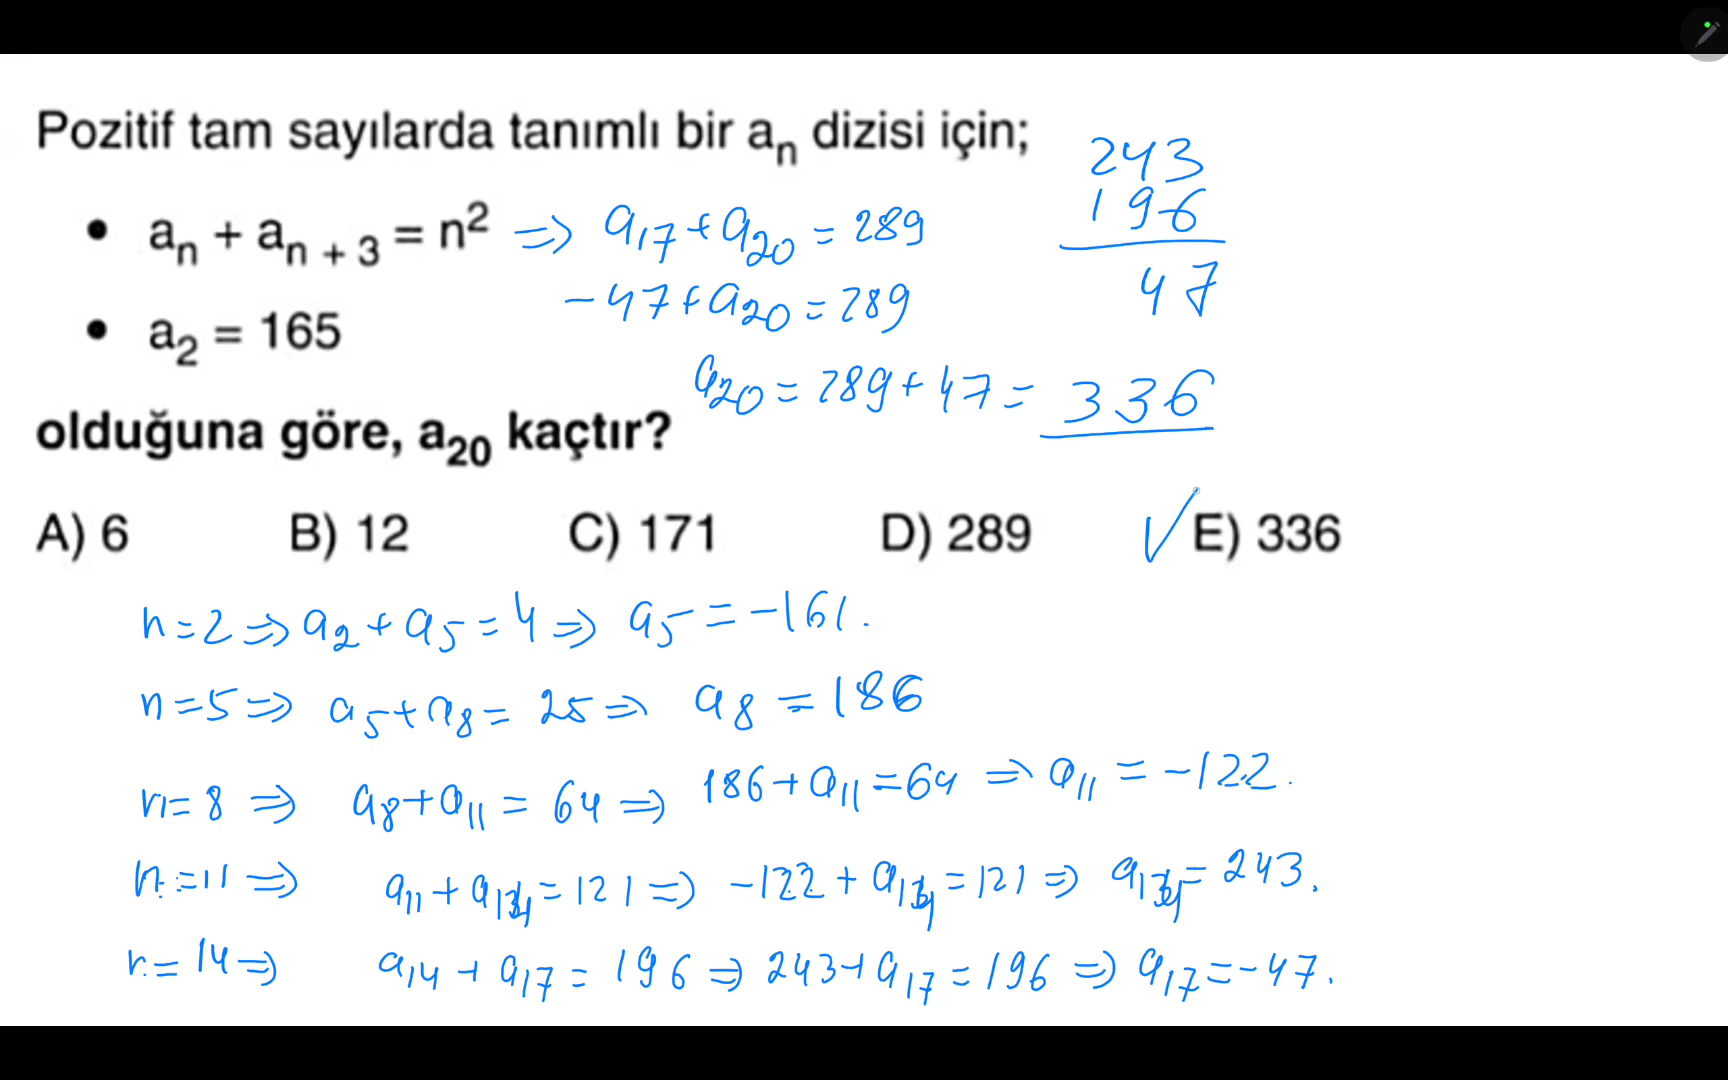 Pozitif tam sayılarda tanımlı bir aₙ dizisi için;
• aₙ + aₙ ₊ ₃ = n² ⇒ a₁₇ + a₂₀ = 289
- 47 + a₂₀ = 289
• a₂ = 165
a₂₀ = 289 + 47 = 336
243
196
47
olduğuna göre, a₂₀ kaçtır?
A) 6 B) 12 C) 171 D) 289 ✓ E) 336
n = 2 ⇒ a₂ + a₅ = 4 ⇒ a₅ = -161.
n = 5 ⇒ a₅ + a₈ = 25 ⇒ a₈ = 186
n = 8 ⇒ a₈ + a₁₁ = 64 ⇒ 186 + a₁₁ = 64 ⇒ a₁₁ = -122.
n = 11 ⇒ a₁₁ + a₁₄ = 121 ⇒ -122 + a₁₄ = 121 ⇒ a₁₄ = 243.
n = 14 ⇒ a₁₄ + a₁₇ = 196 ⇒ 243 + a₁₇ = 196 ⇒ a₁₇ = -47.